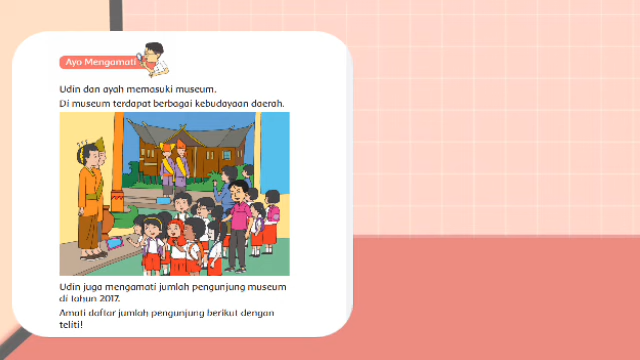 Ayo Mengamati
Udin dan ayah memasuki museum.
Di museum terdapat berbagai kebudayaan daerah.
Udin juga mengamati jumlah pengunjung museum
di tahun 2017.
Amati daftar jumlah pengunjung berikut dengan
teliti!